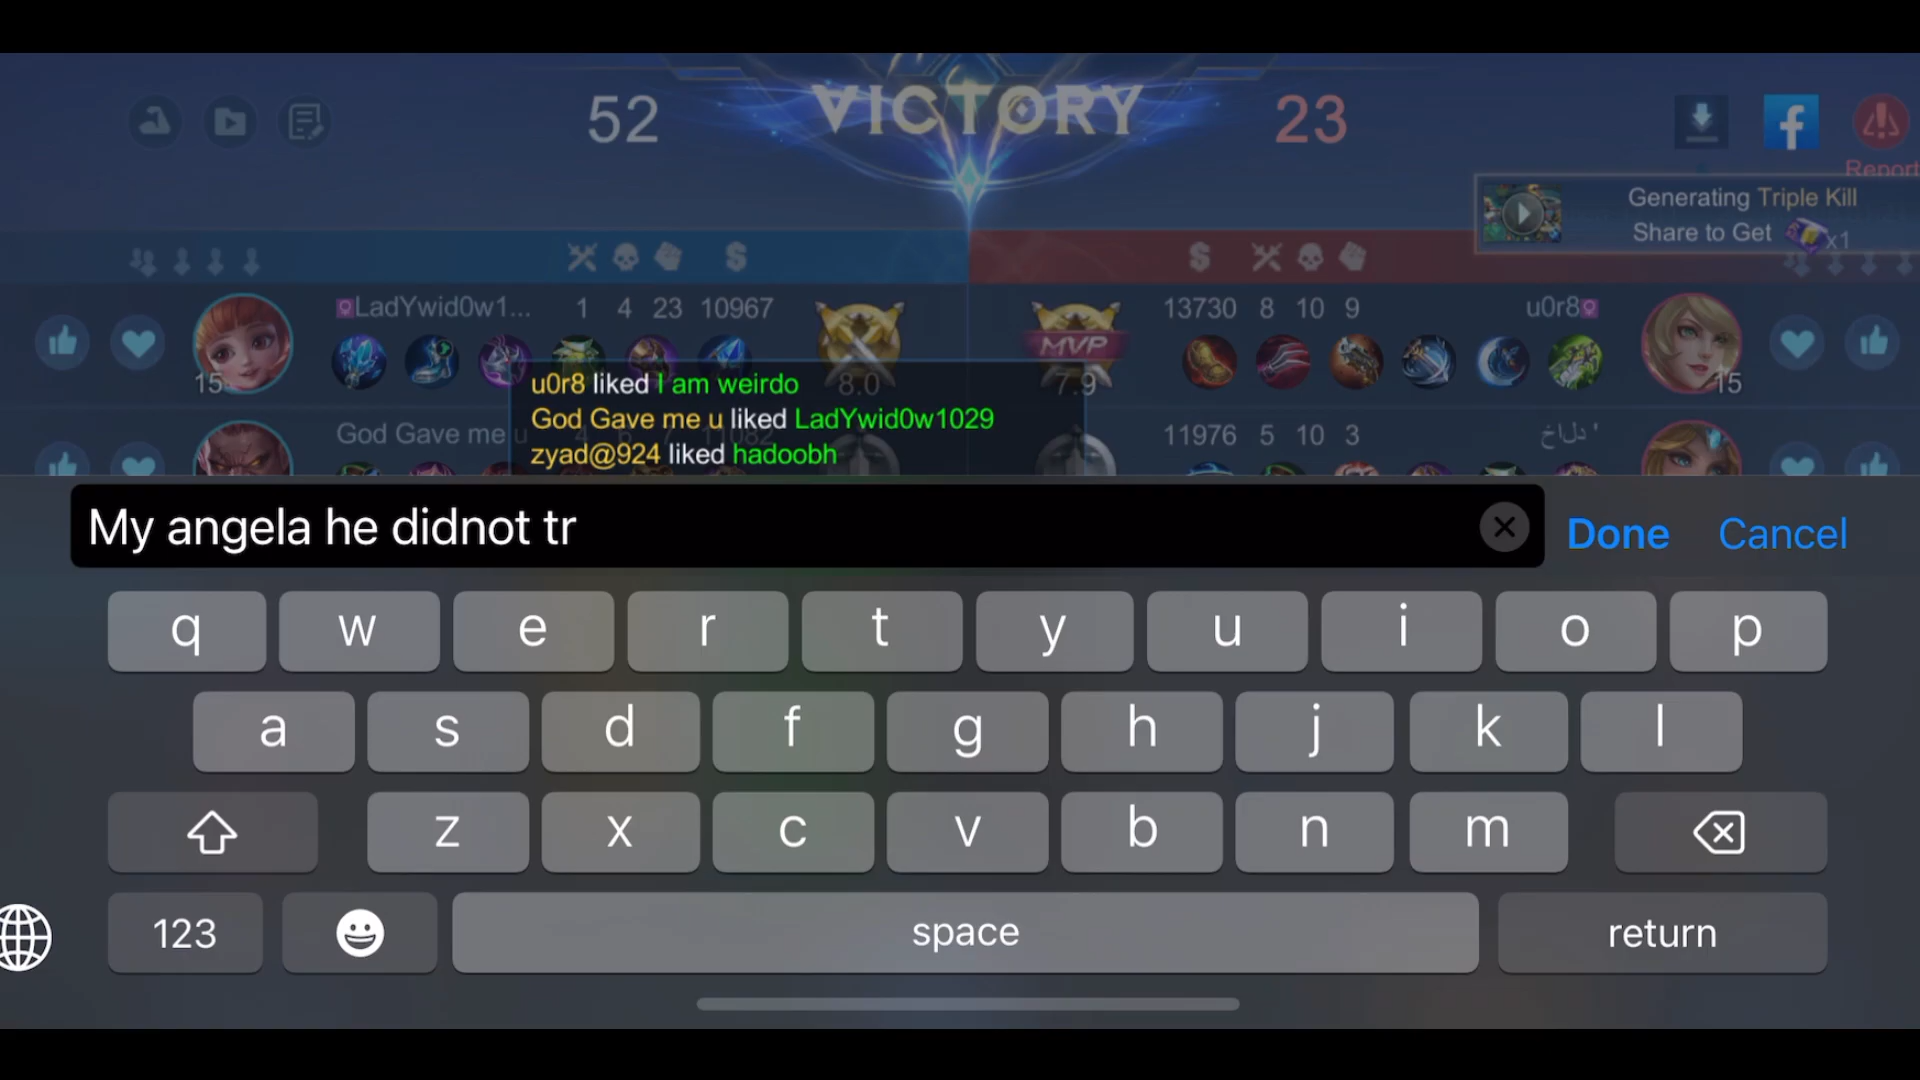 52 VICTORY 23
Report
Generating Triple Kill
Share to Get x1
LadYwid0w1... 1 4 23 10967
13730 8 10 9 u0r8
15
8.0
MVP
7.9
15
u0r8 liked I am weirdo
God Gave me u liked LadYwid0w1029
zyad@924 liked hadoobh
God Gave me u
11976 5 10 3 خالد '
My angela he didnot tr
Done Cancel
q w e r t y u i o p
a s d f g h j k l
z x c v b n m
123 space return